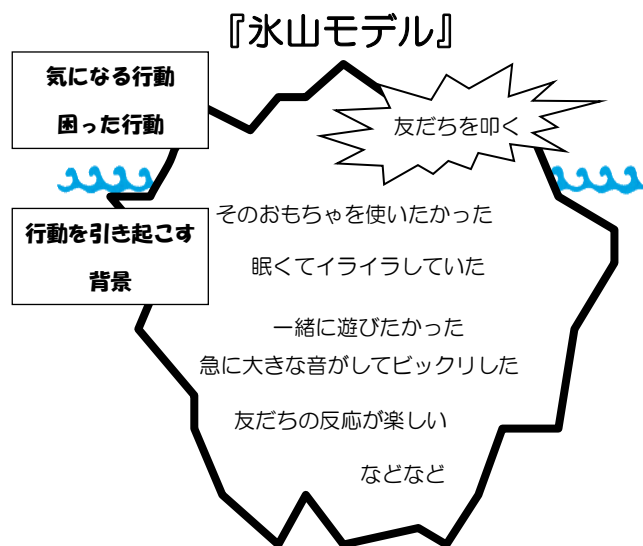 『氷山モデル』
気になる行動
困った行動
友だちを叩く
行動を引き起こす
背景
そのおもちゃを使いたかった
眠くてイライラしていた
一緒に遊びたかった
急に大きな音がしてビックリした
友だちの反応が楽しい
などなど